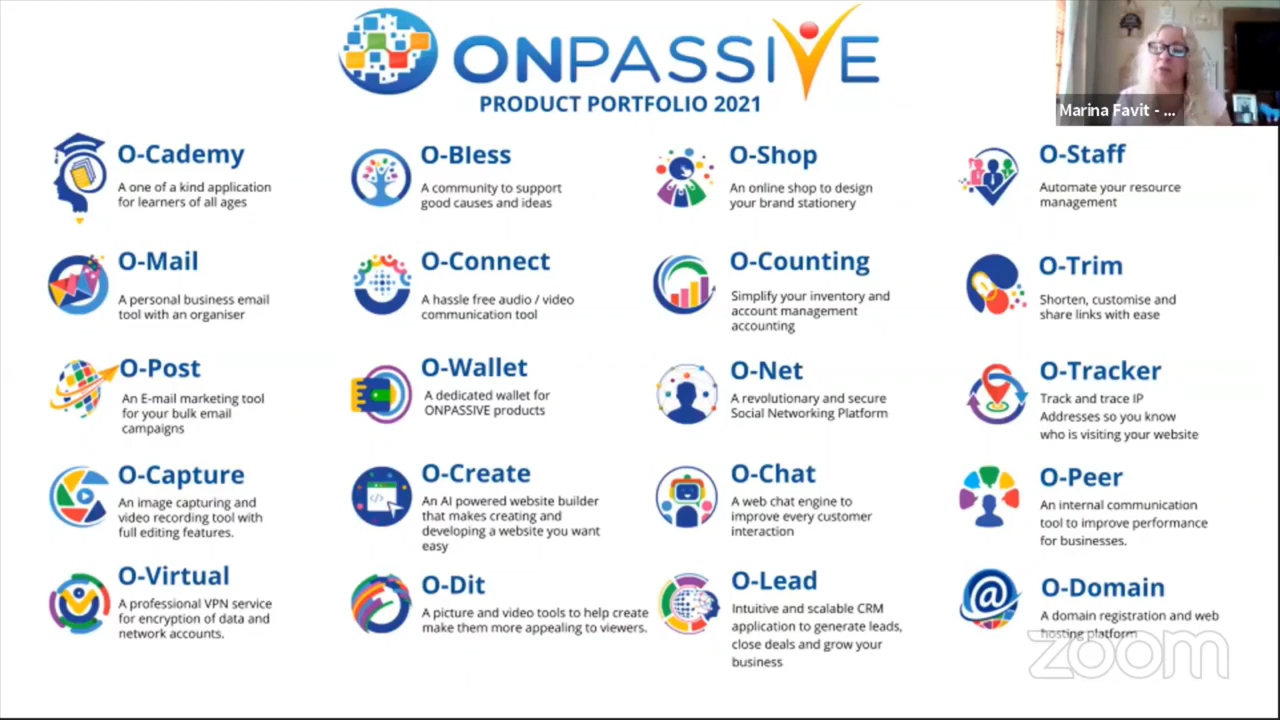 ONPASSIVE
PRODUCT PORTFOLIO 2021
Marina Favit - ...
O-Cademy
A one of a kind application
for learners of all ages
O-Bless
A community to support
good causes and ideas
O-Shop
An online shop to design
your brand stationery
O-Staff
Automate your resource
management
O-Mail
A personal business email
tool with an organiser
O-Connect
A hassle free audio / video
communication tool
O-Counting
Simplify your inventory and
account management
accounting
O-Trim
Shorten, customise and
share links with ease
O-Post
An E-mail marketing tool
for your bulk email
campaigns
O-Wallet
A dedicated wallet for
ONPASSIVE products
O-Net
A revolutionary and secure
Social Networking Platform
O-Tracker
Track and trace IP
Addresses so you know
who is visiting your website
O-Capture
An image capturing and
video recording tool with
full editing features.
O-Create
An AI powered website builder
that makes creating and
developing a website you want
easy
O-Chat
A web chat engine to
improve every customer
interaction
O-Peer
An internal communication
tool to improve performance
for businesses.
O-Virtual
A professional VPN service
for encryption of data and
network accounts.
O-Dit
A picture and video tools to help create
make them more appealing to viewers.
O-Lead
Intuitive and scalable CRM
application to generate leads,
close deals and grow your
business
O-Domain
A domain registration and web
hosting platform
zoom